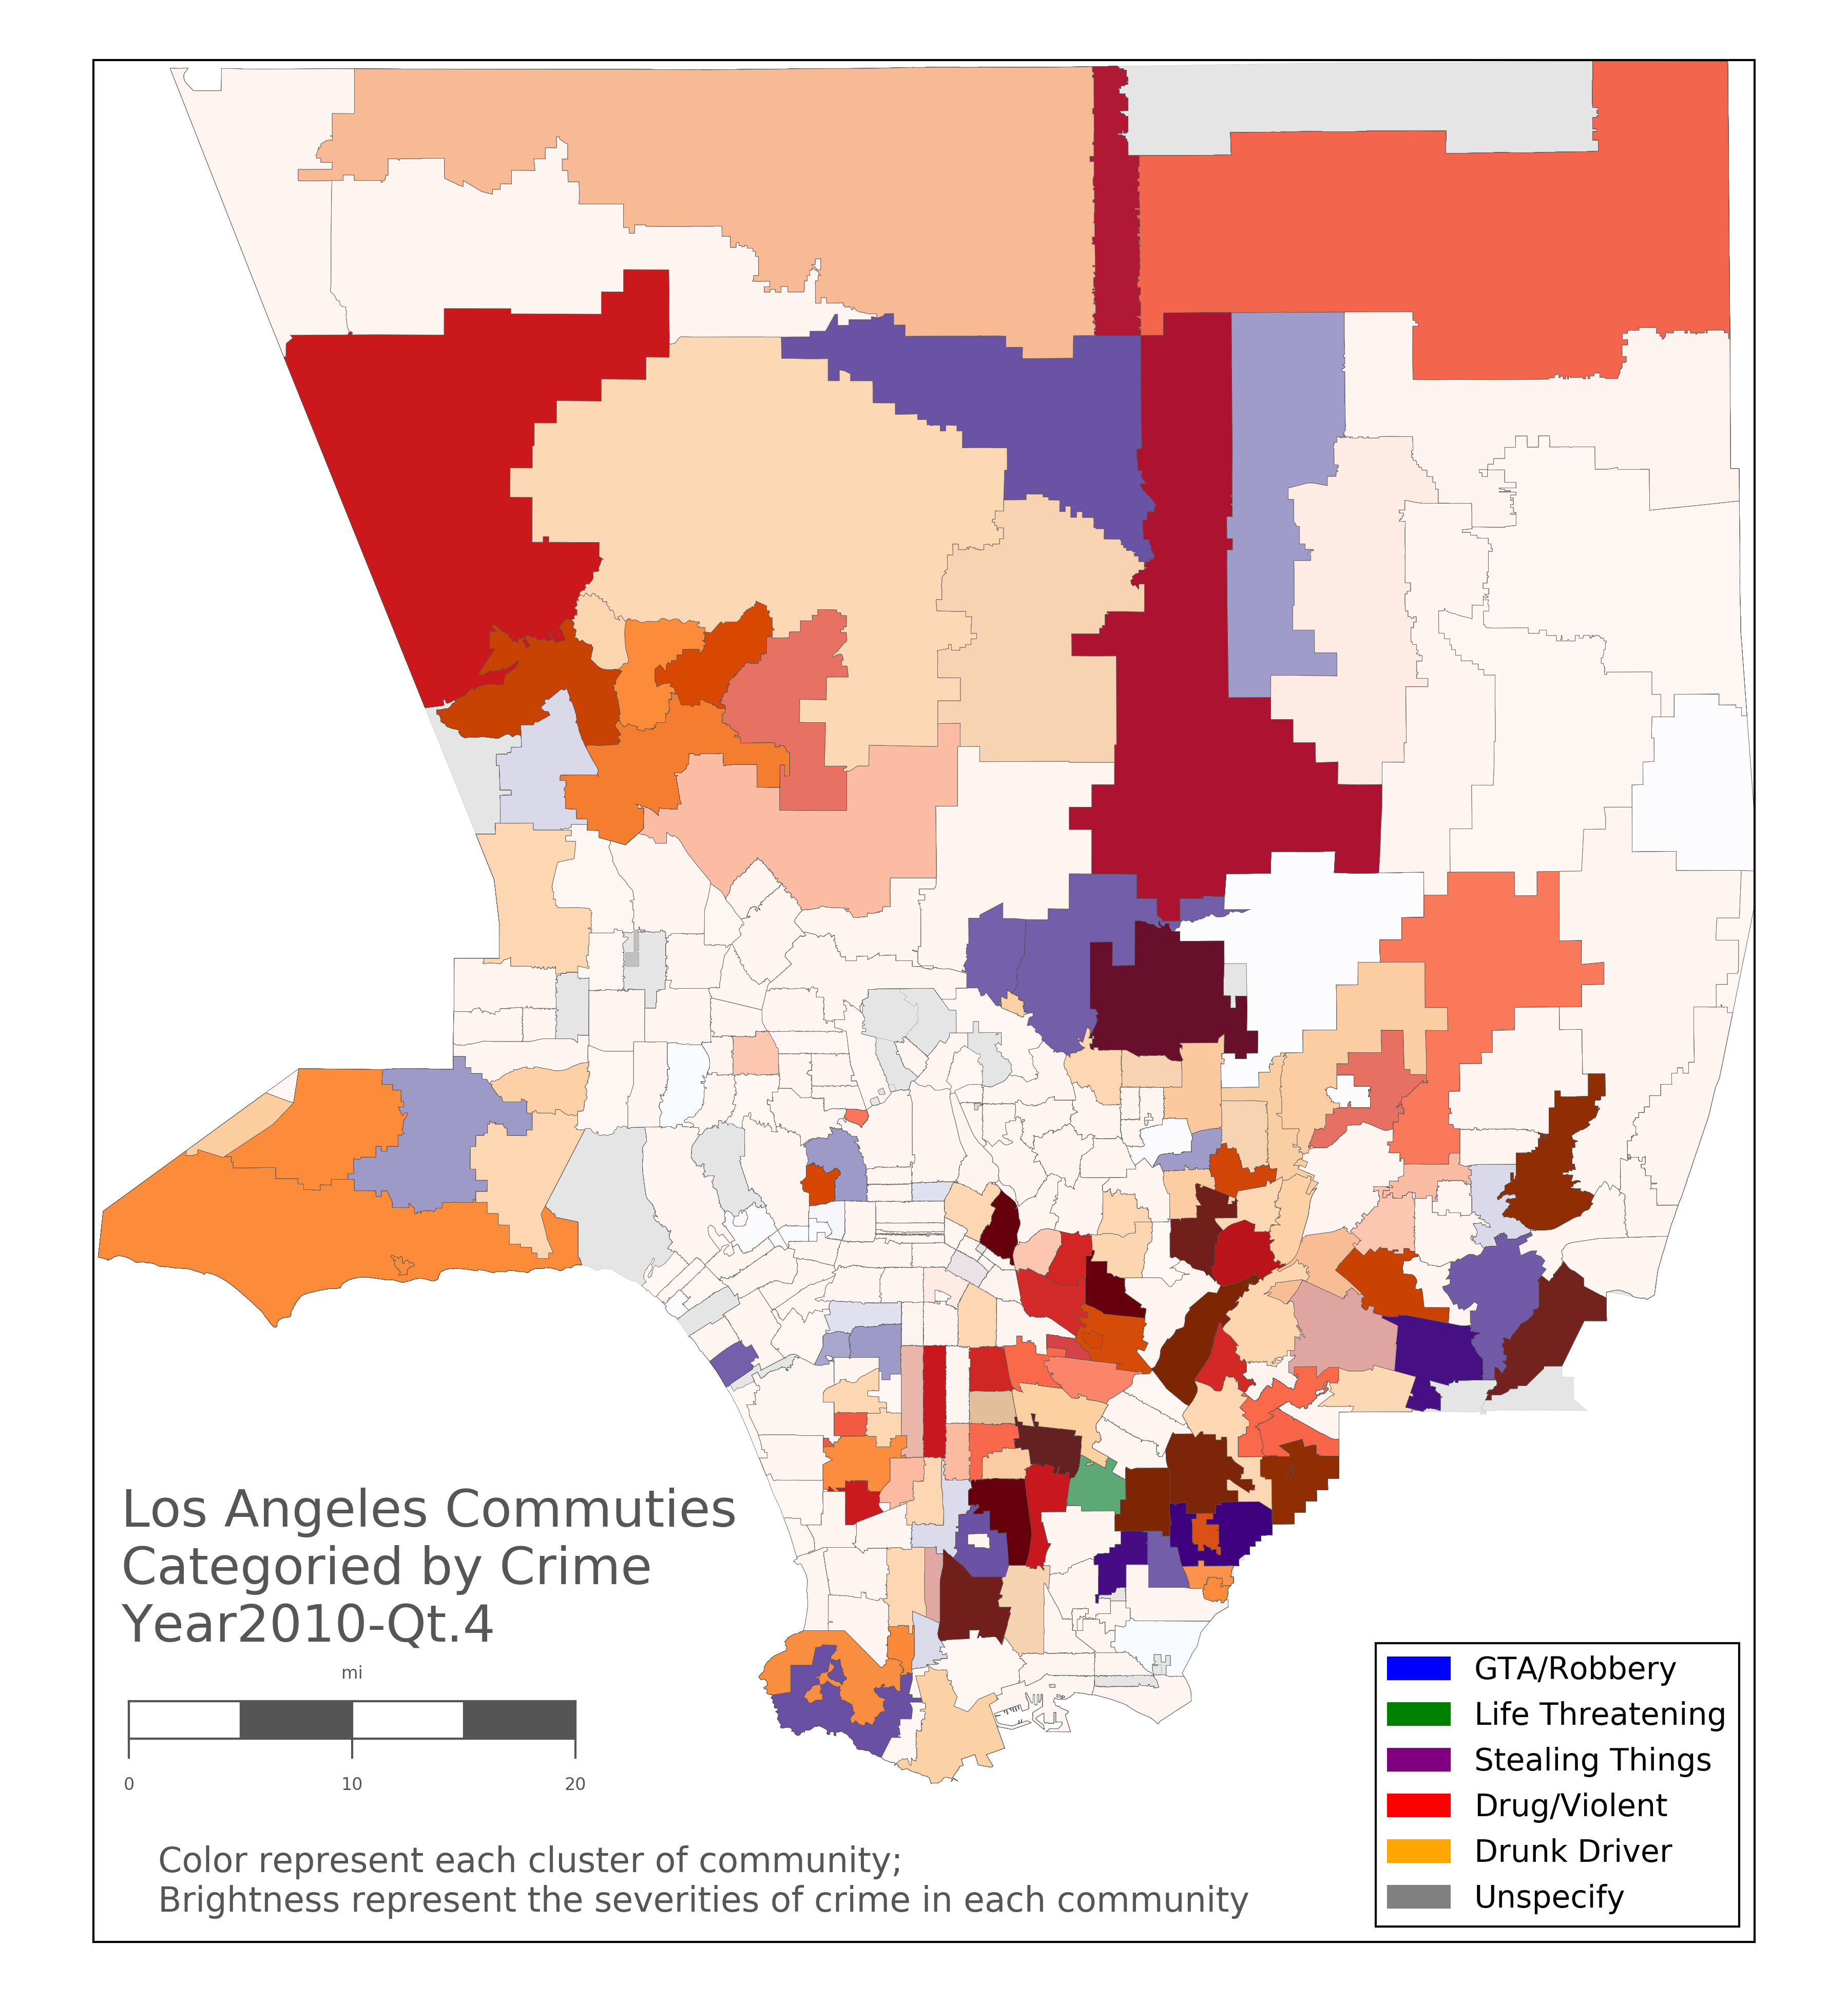 Los Angeles Commuties
Categoried by Crime
Year2010-Qt.4
mi
0 10 20
Color represent each cluster of community;
Brightness represent the severities of crime in each community
GTA/Robbery
Life Threatening
Stealing Things
Drug/Violent
Drunk Driver
Unspecify